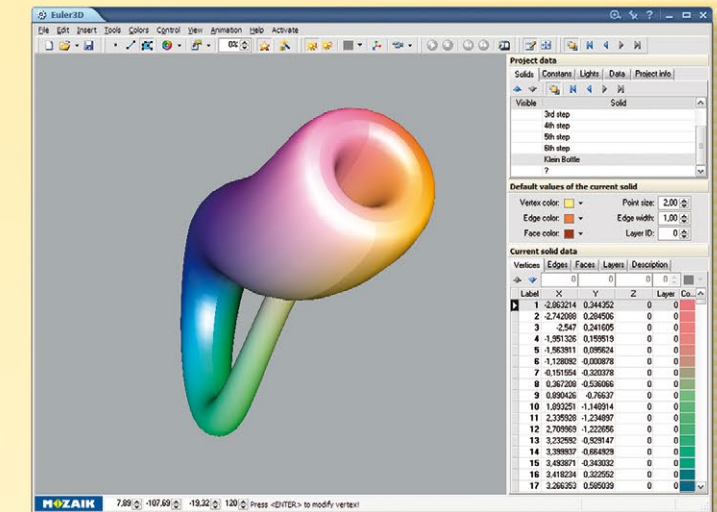 Euler3D
File Edit Insert Tools Colors Control View Animation Help Activate
0%
Project data
Solids Constans Lights Data Project info
Visible Solid
3rd step
4th step
5th step
6th step
Klein Bottle
?
Default values of the current solid
Vertex color: Point size: 2,00
Edge color: Edge width: 1,00
Face color: Layer ID: 0
Current solid data
Vertices Edges Faces Layers Description
0 0 0 0
Label X Y Z Layer Co...
1 -2,863214 0,344352 0 0
2 -2,742088 0,284506 0 0
3 -2,547 0,241605 0 0
4 -1,951326 0,159519 0 0
5 -1,563911 0,095624 0 0
6 -1,128092 -0,000878 0 0
7 -0,151554 -0,320378 0 0
8 0,367208 -0,536066 0 0
9 0,890426 -0,76637 0 0
10 1,893251 -1,148914 0 0
11 2,335928 -1,234897 0 0
12 2,709969 -1,222656 0 0
13 3,232592 -0,929147 0 0
14 3,399937 -0,664929 0 0
15 3,493871 -0,343032 0 0
16 3,418234 0,322552 0 0
17 3,266353 0,585039 0 0
MOZAIK 7,89 -107,69 -19,32 120 Press <ENTER> to modify vertex!